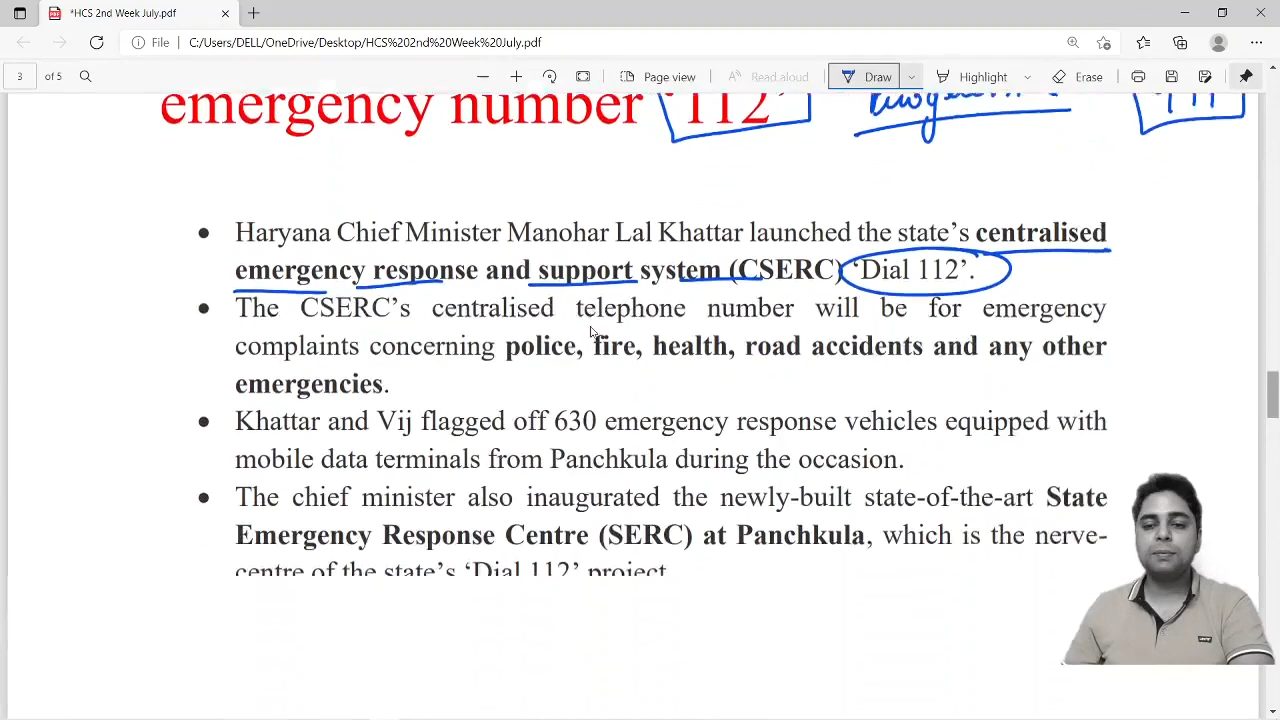 *HCS 2nd Week July.pdf
File C:/Users/DELL/OneDrive/Desktop/HCS%202nd%20Week%20July.pdf
3 of 5 Page view Read aloud Draw Highlight Erase
emergency number ‘112’
• Haryana Chief Minister Manohar Lal Khattar launched the state’s centralised
emergency response and support system (CSERC) ‘Dial 112’.
• The CSERC’s centralised telephone number will be for emergency
complaints concerning police, fire, health, road accidents and any other
emergencies.
• Khattar and Vij flagged off 630 emergency response vehicles equipped with
mobile data terminals from Panchkula during the occasion.
• The chief minister also inaugurated the newly-built state-of-the-art State
Emergency Response Centre (SERC) at Panchkula, which is the nerve-
centre of the state’s ‘Dial 112’ project